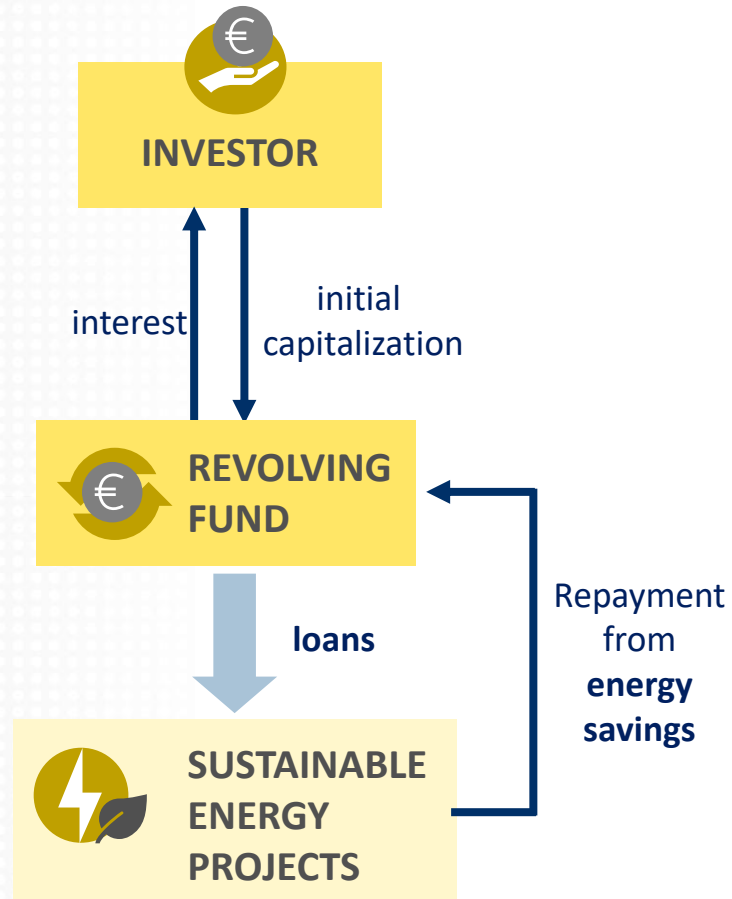 €
INVESTOR
interest
initial
capitalization
€
REVOLVING
FUND
loans
Repayment
from
energy
savings
SUSTAINABLE
ENERGY
PROJECTS